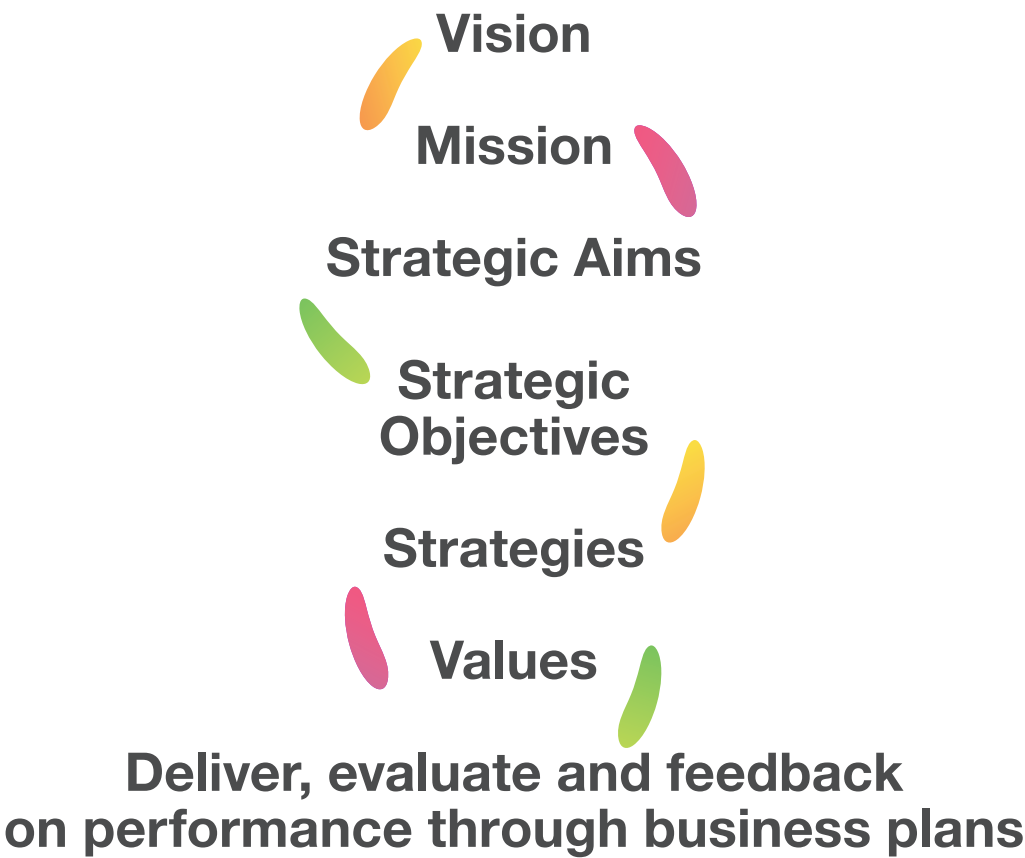 Vision
Mission
Strategic Aims
Strategic
Objectives
Strategies
Values
Deliver, evaluate and feedback
on performance through business plans